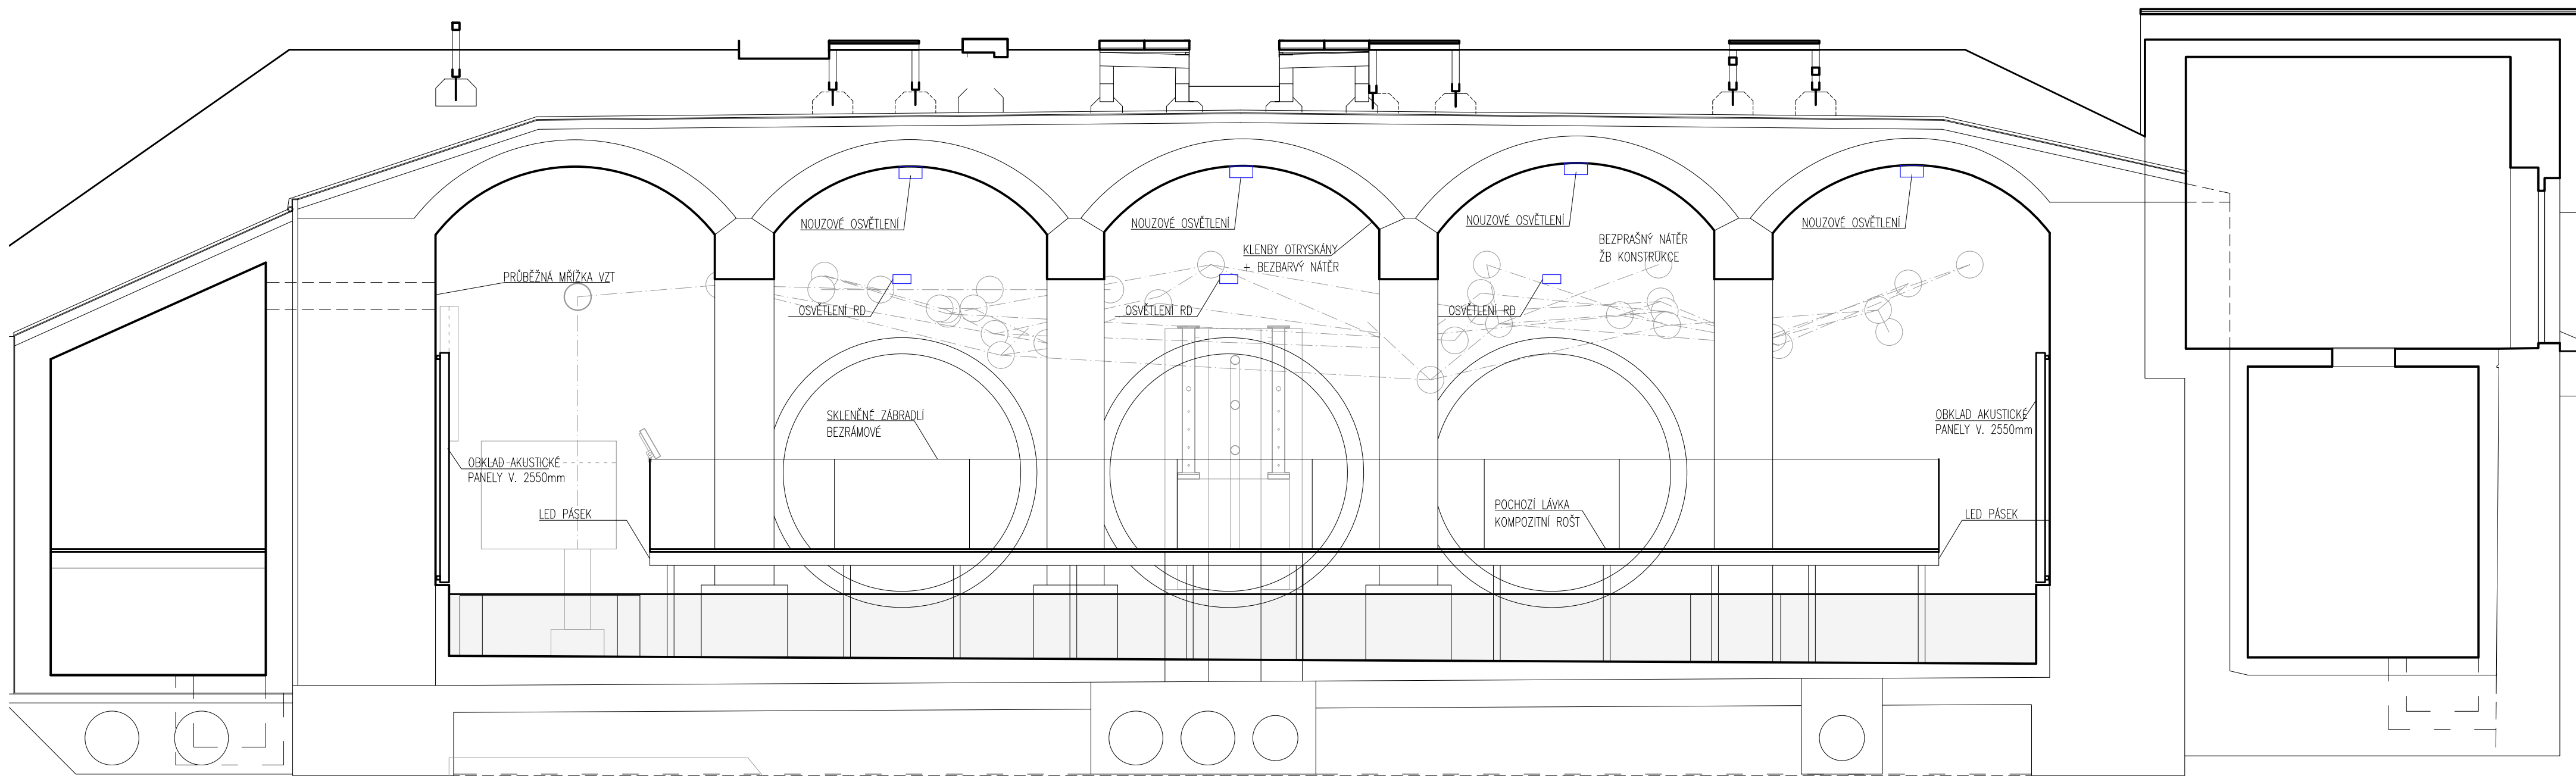 NOUZOVÉ OSVĚTLENÍ
NOUZOVÉ OSVĚTLENÍ
NOUZOVÉ OSVĚTLENÍ
NOUZOVÉ OSVĚTLENÍ
KLENBY OTRYSKÁNY
+ BEZBARVÝ NÁTĚR
BEZPRAŠNÝ NÁTĚR
ŽB KONSTRUKCE
PRŮBĚŽNÁ MŘÍŽKA VZT
OSVĚTLENÍ RD
OSVĚTLENÍ RD
OSVĚTLENÍ RD
SKLENĚNÉ ZÁBRADLÍ
BEZRÁMOVÉ
OBKLAD AKUSTICKÉ
PANELY V. 2550mm
OBKLAD AKUSTICKÉ
PANELY V. 2550mm
LED PÁSEK
POCHOZÍ LÁVKA
KOMPOZITNÍ ROŠT
LED PÁSEK